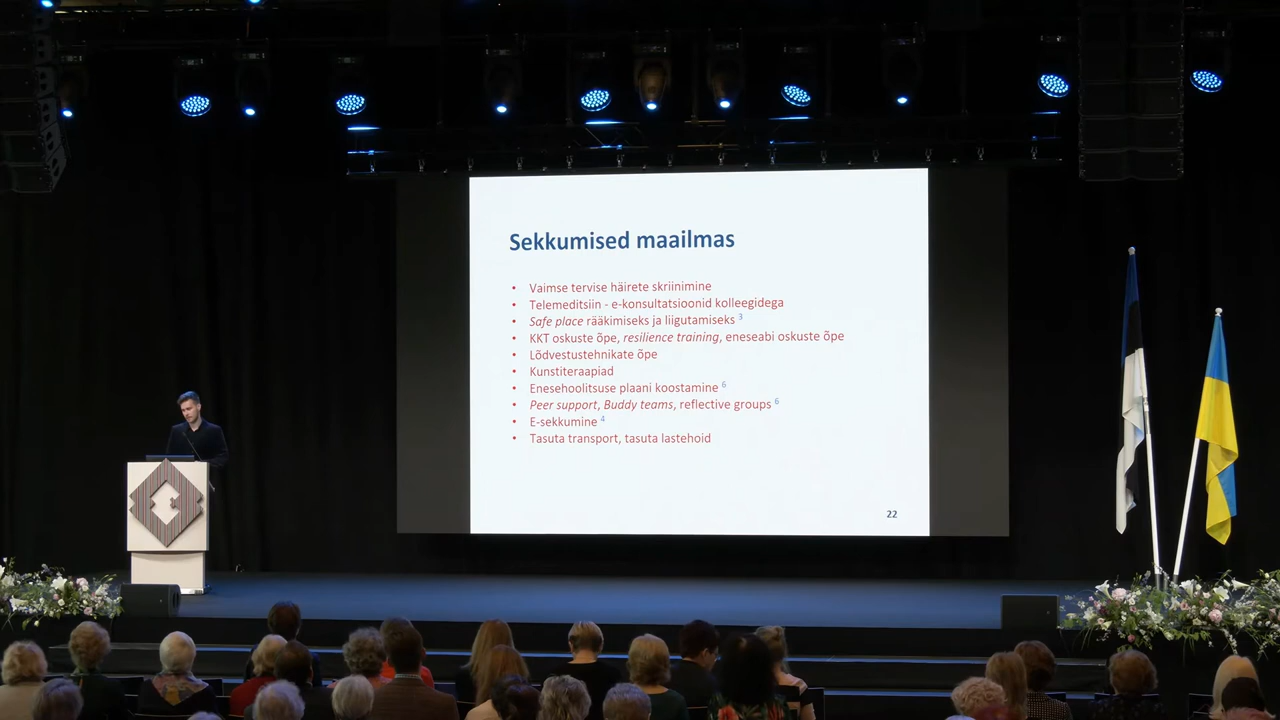 Sekkumised maailmas
• Vaimse tervise häirete skriinimine
• Telemeditsiin - e-konsultatsioonid kolleegidega
• Safe place rääkimiseks ja liigutamiseks 3
• KKT oskuste õpe, resilience training, eneseabi oskuste õpe
• Lõdvestustehnikate õpe
• Kunstiteraapiad
• Enesehoolitsuse plaani koostamine 6
• Peer support, Buddy teams, reflective groups 6
• E-sekkumine 4
• Tasuta transport, tasuta lastehoid
22